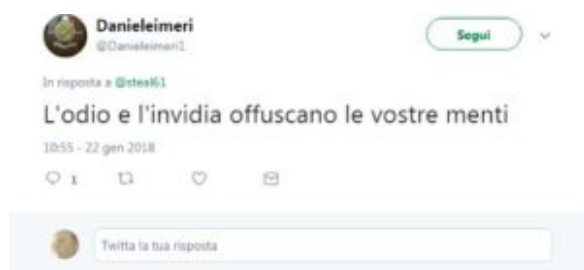 Danieleimeri
@Danieleimeri1
Segui
In risposta a @steal61
L'odio e l'invidia offuscano le vostre menti
10:55 - 22 gen 2018
1
Twitta la tua risposta